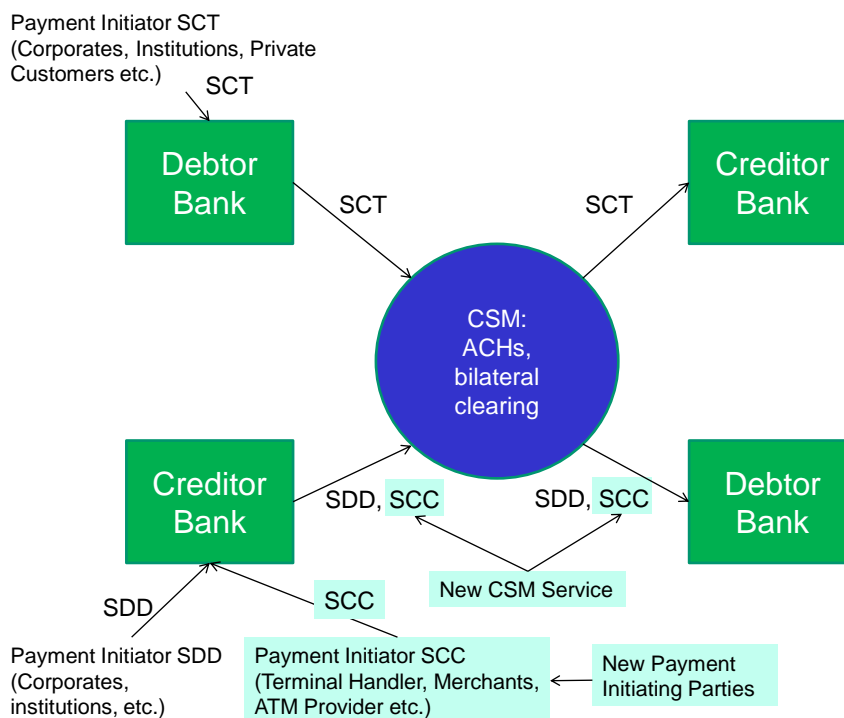 Payment Initiator SCT
(Corporates, Institutions, Private
Customers etc.)
SCT
Debtor
Bank
Creditor
Bank
SCT
SCT
CSM:
ACHs,
bilateral
clearing
Creditor
Bank
Debtor
Bank
SDD, SCC
SDD, SCC
New CSM Service
SDD
SCC
Payment Initiator SDD
(Corporates,
institutions, etc.)
Payment Initiator SCC
(Terminal Handler, Merchants,
ATM Provider etc.)
New Payment
Initiating Parties